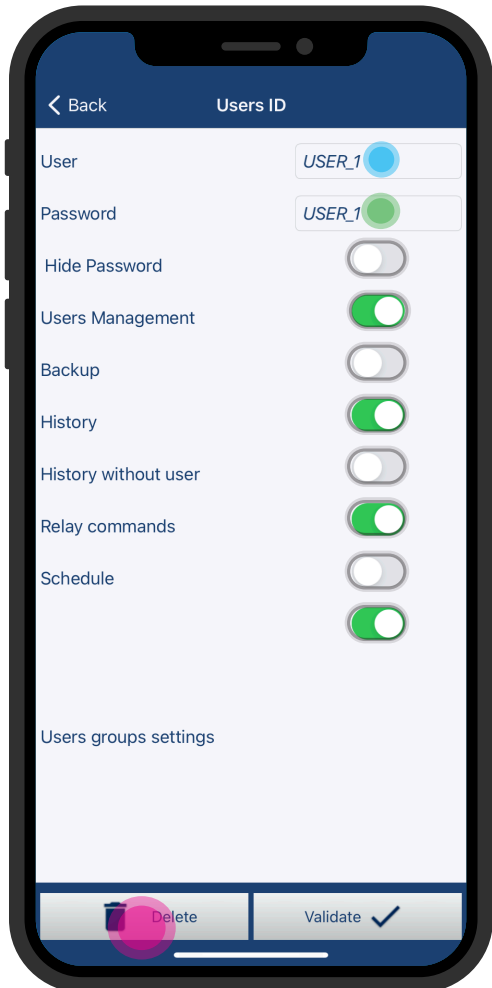 Back
Users ID
User
USER_1
Password
USER_1
Hide Password
Users Management
Backup
History
History without user
Relay commands
Schedule
Users groups settings
Delete
Validate